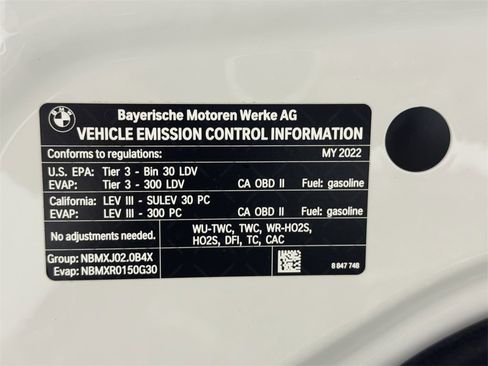 BMW
Bayerische Motoren Werke AG
VEHICLE EMISSION CONTROL INFORMATION
Conforms to regulations: MY 2022
U.S. EPA: Tier 3 - Bin 30 LDV
EVAP: Tier 3 - 300 LDV CA OBD II Fuel: gasoline
California: LEV III - SULEV 30 PC
EVAP: LEV III - 300 PC CA OBD II Fuel: gasoline
No adjustments needed. WU-TWC, TWC, WR-HO2S,
HO2S, DFI, TC, CAC
Group: NBMXJ02.0B4X
Evap: NBMXR0150G30
8 847 748